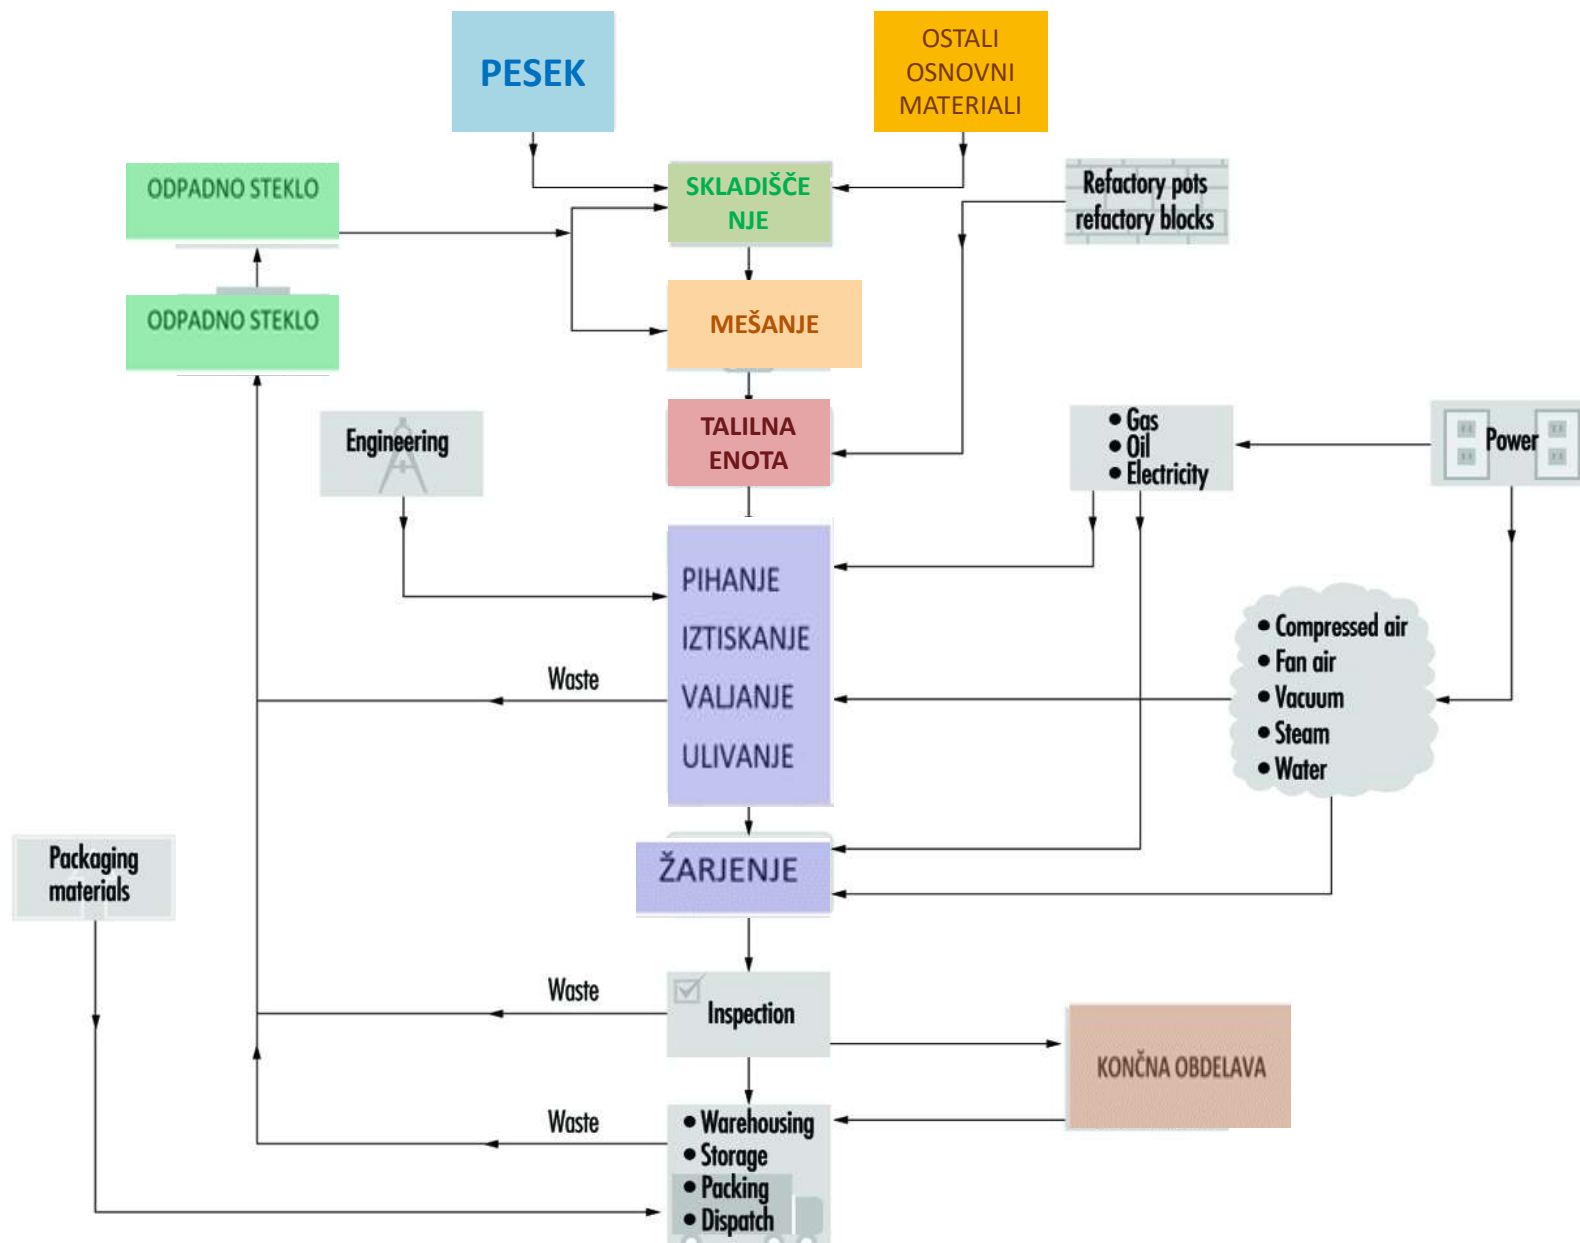 PESEK
OSTALI
OSNOVNI
MATERIALI
ODPADNO STEKLO
SKLADIŠČE
NJE
Refactory pots
refactory blocks
ODPADNO STEKLO
MEŠANJE
Engineering
TALILNA
ENOTA
• Gas
• Oil
• Electricity
Power
PIHANJE
IZTISKANJE
VALJANJE
ULIVANJE
• Compressed air
• Fan air
• Vacuum
• Steam
• Water
Waste
Packaging
materials
ŽARJENJE
Waste
Inspection
KONČNA OBDELAVA
Waste
• Warehousing
• Storage
• Packing
• Dispatch